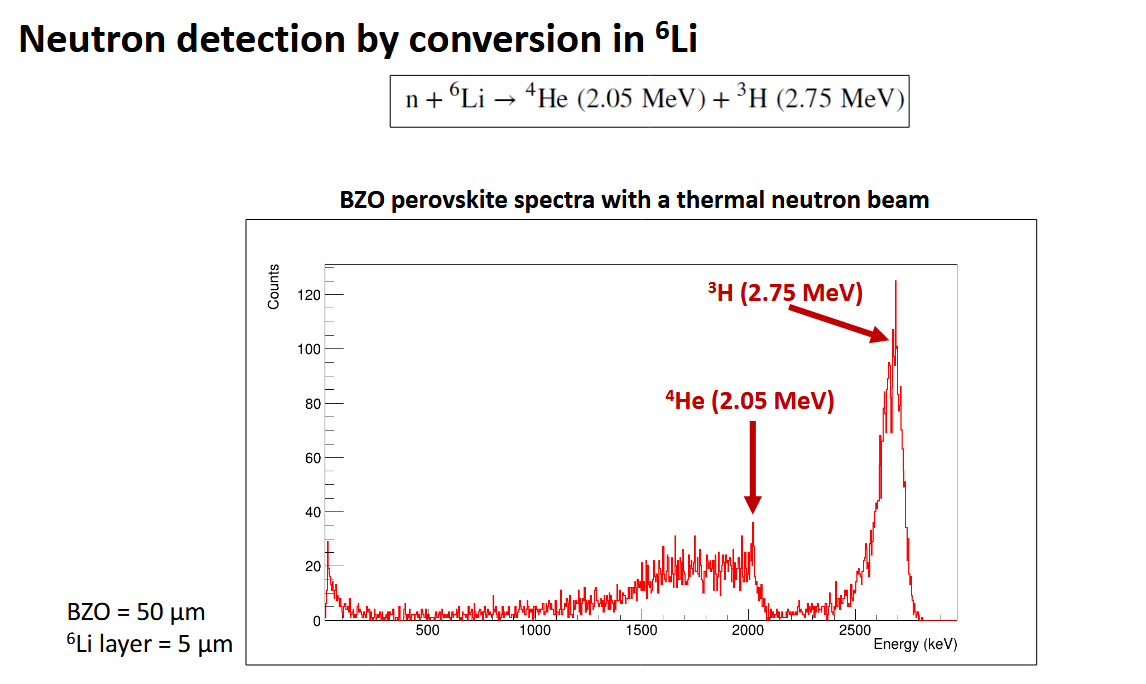 Neutron detection by conversion in ⁶Li
n + ⁶Li → ⁴He (2.05 MeV) + ³H (2.75 MeV)
BZO perovskite spectra with a thermal neutron beam
Counts
120
100
80
60
40
20
0
³H (2.75 MeV)
⁴He (2.05 MeV)
500 1000 1500 2000 2500
Energy (keV)
BZO = 50 µm
⁶Li layer = 5 µm